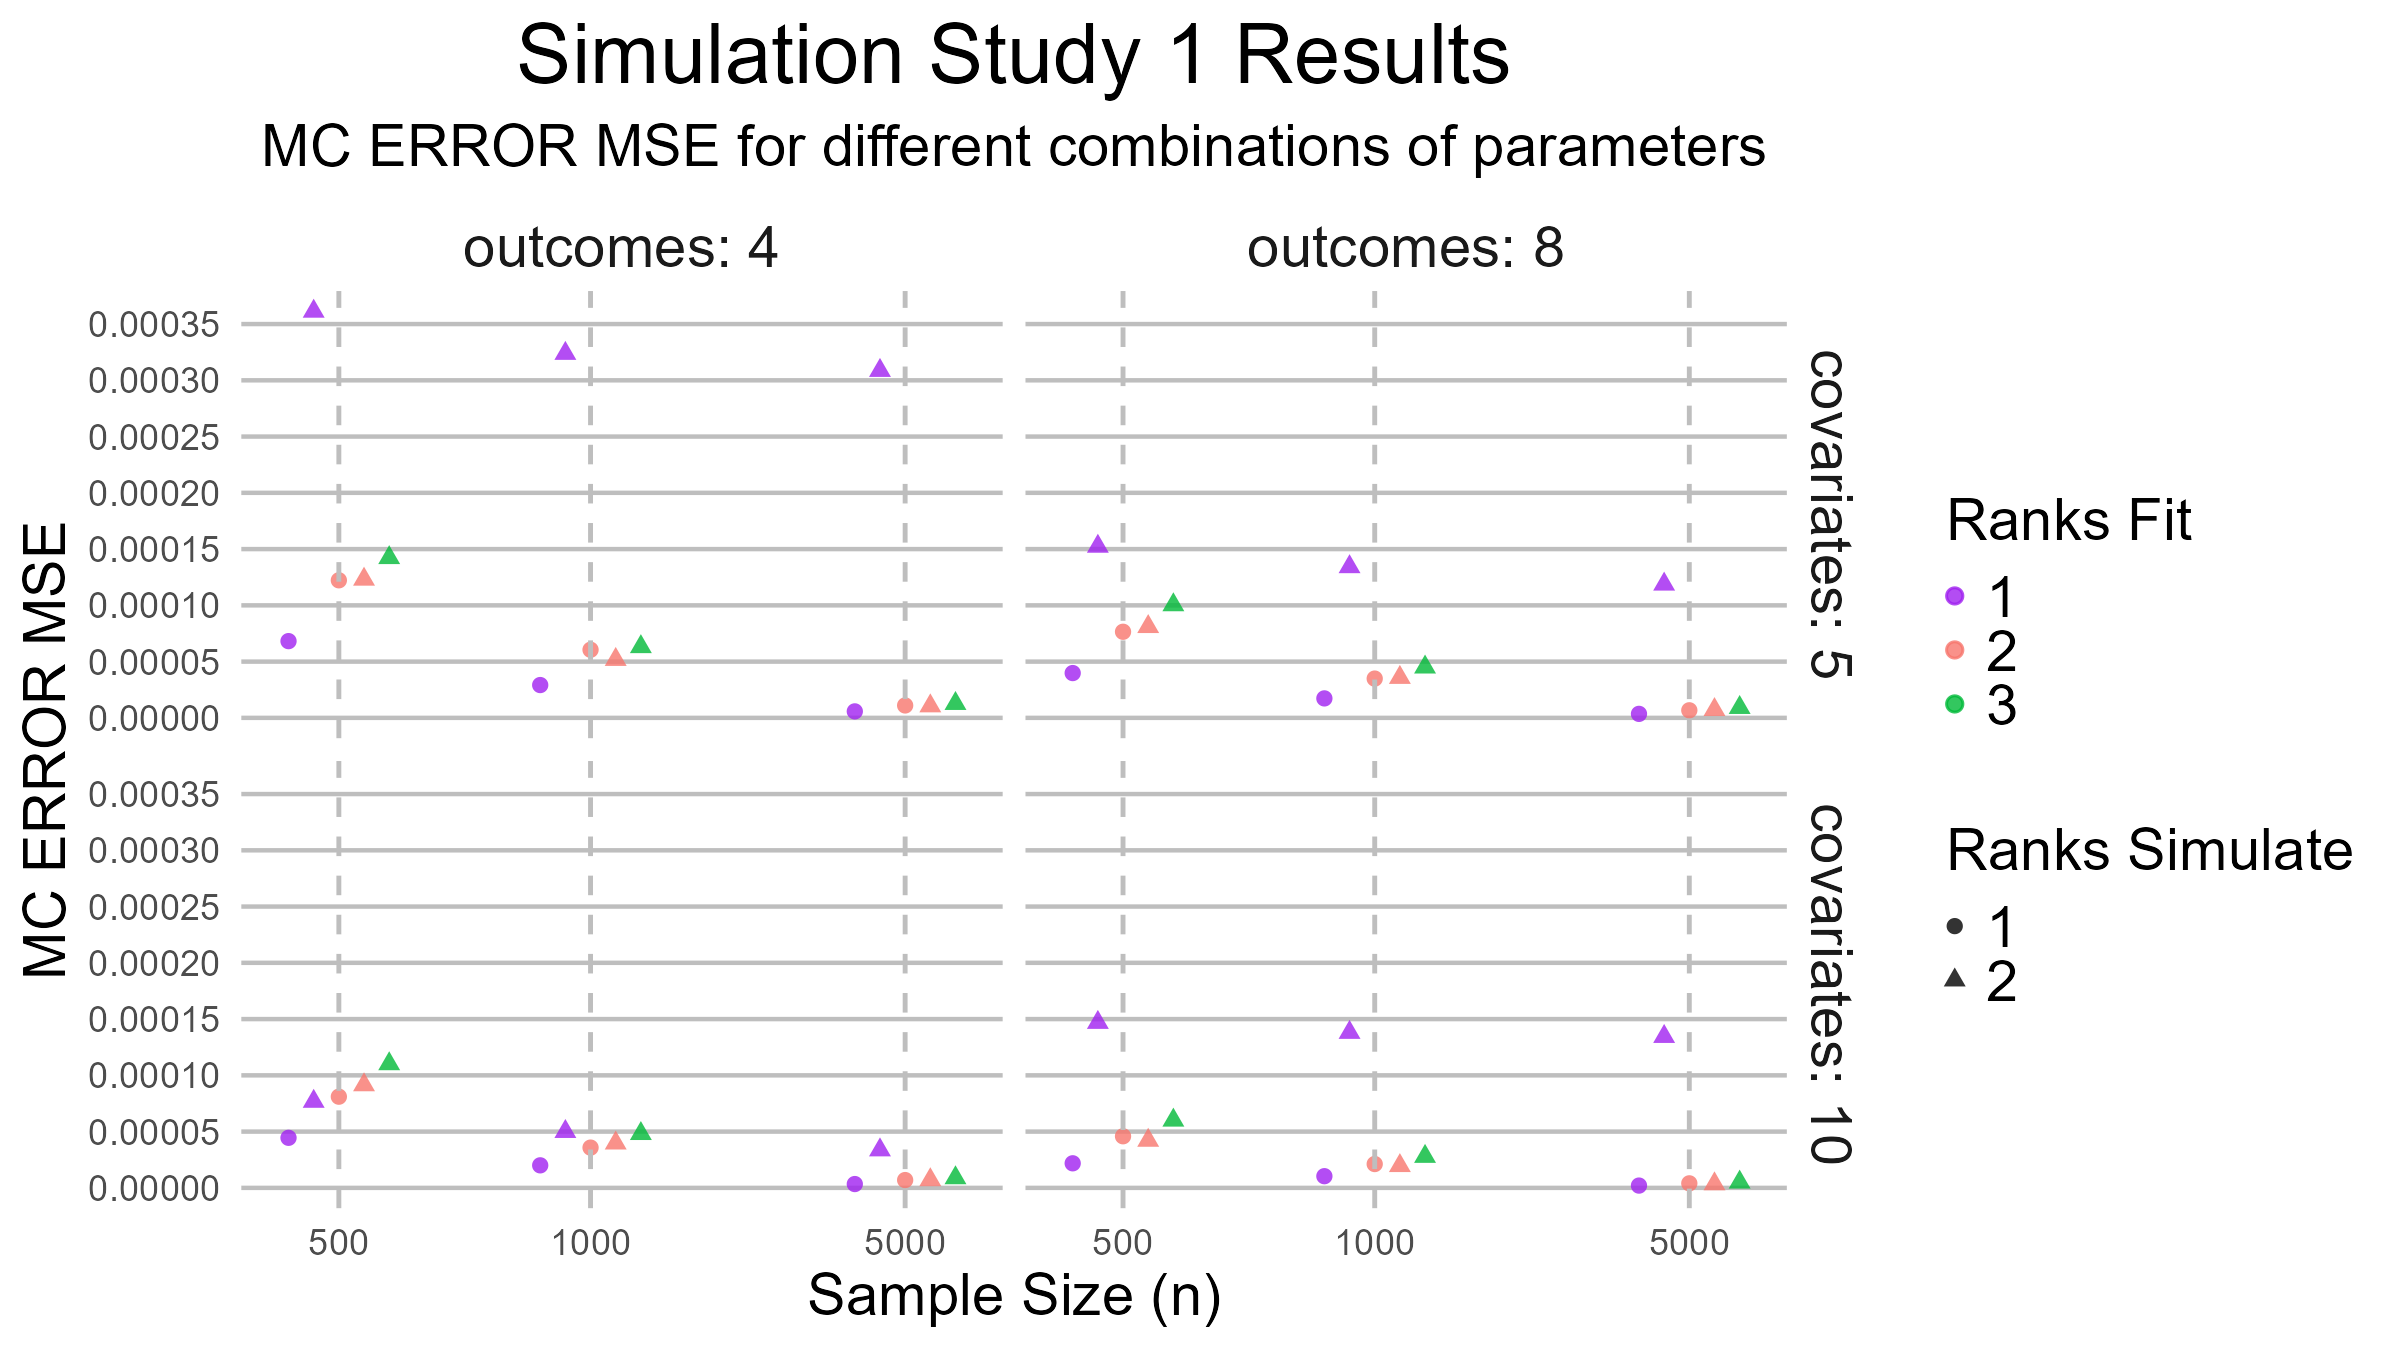 Simulation Study 1 Results
MC ERROR MSE for different combinations of parameters
outcomes: 4
outcomes: 8
MC ERROR MSE
0.00035
0.00030
0.00025
0.00020
0.00015
0.00010
0.00005
0.00000
covariates: 5
0.00035
0.00030
0.00025
0.00020
0.00015
0.00010
0.00005
0.00000
covariates: 10
500
1000
5000
500
1000
5000
Sample Size (n)
Ranks Fit
1
2
3
Ranks Simulate
1
2